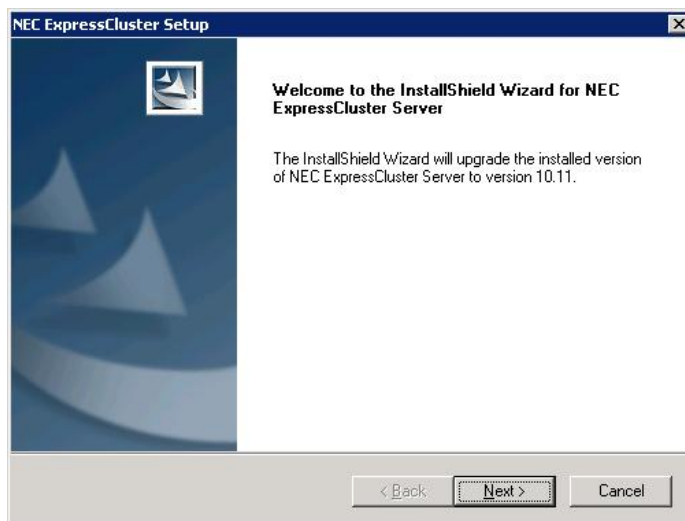 NEC ExpressCluster Setup
Welcome to the InstallShield Wizard for NEC
ExpressCluster Server
The InstallShield Wizard will upgrade the installed version
of NEC ExpressCluster Server to version 10.11.
< Back
Next >
Cancel